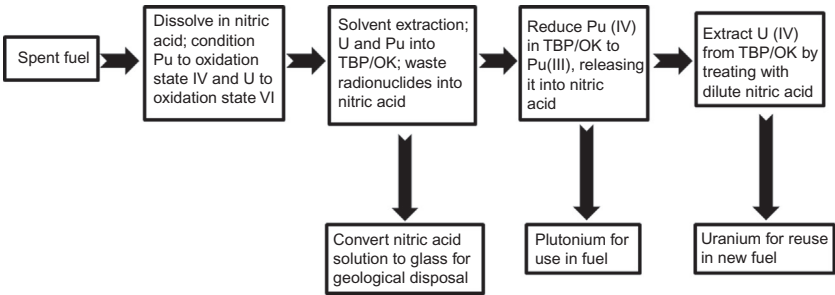 Spent fuel
Dissolve in nitric
acid; condition
Pu to oxidation
state IV and U to
oxidation state VI
Solvent extraction;
U and Pu into
TBP/OK; waste
radionuclides into
nitric acid
Reduce Pu (IV)
in TBP/OK to
Pu(III), releasing
it into nitric
acid
Extract U (IV)
from TBP/OK by
treating with
dilute nitric acid
Convert nitric acid
solution to glass for
geological disposal
Plutonium for
use in fuel
Uranium for reuse
in new fuel